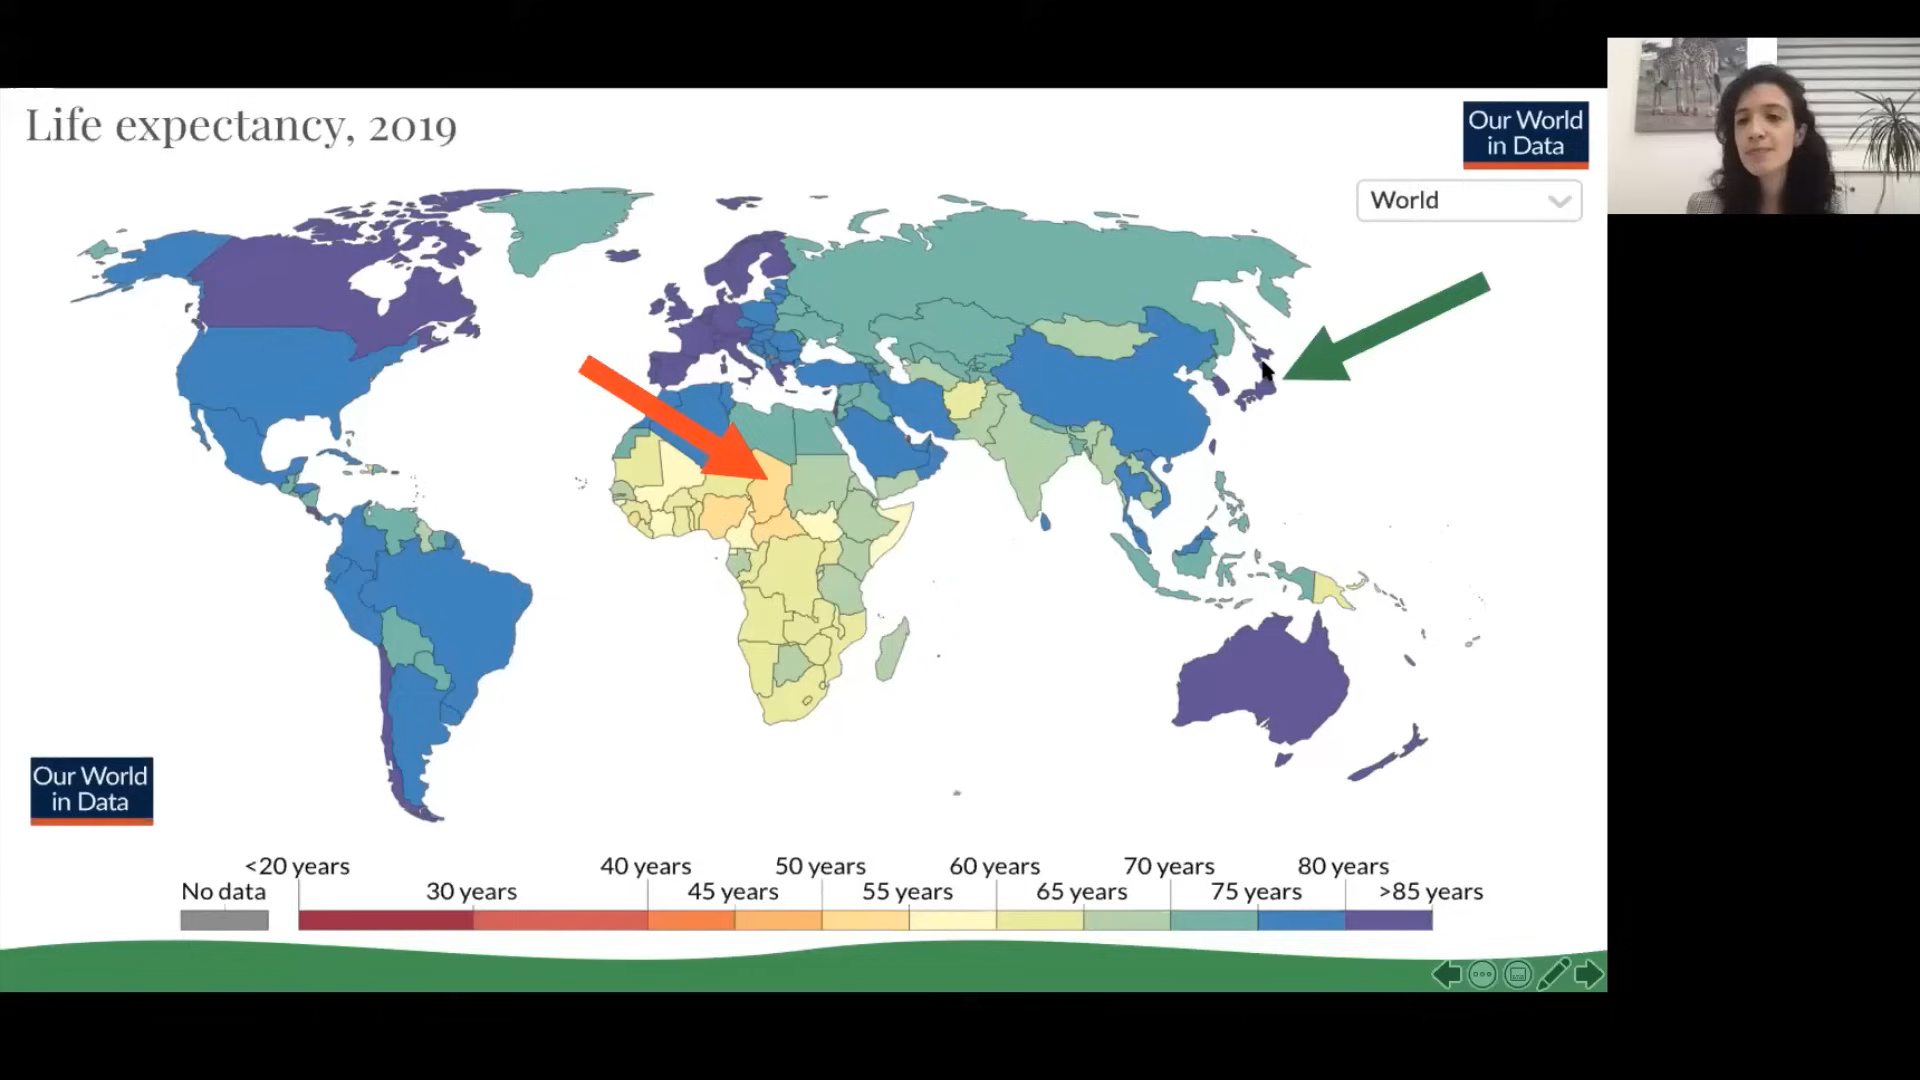 Life expectancy, 2019
Our World
in Data
World
Our World
in Data
<20 years
40 years
50 years
60 years
70 years
80 years
No data
30 years
45 years
55 years
65 years
75 years
>85 years